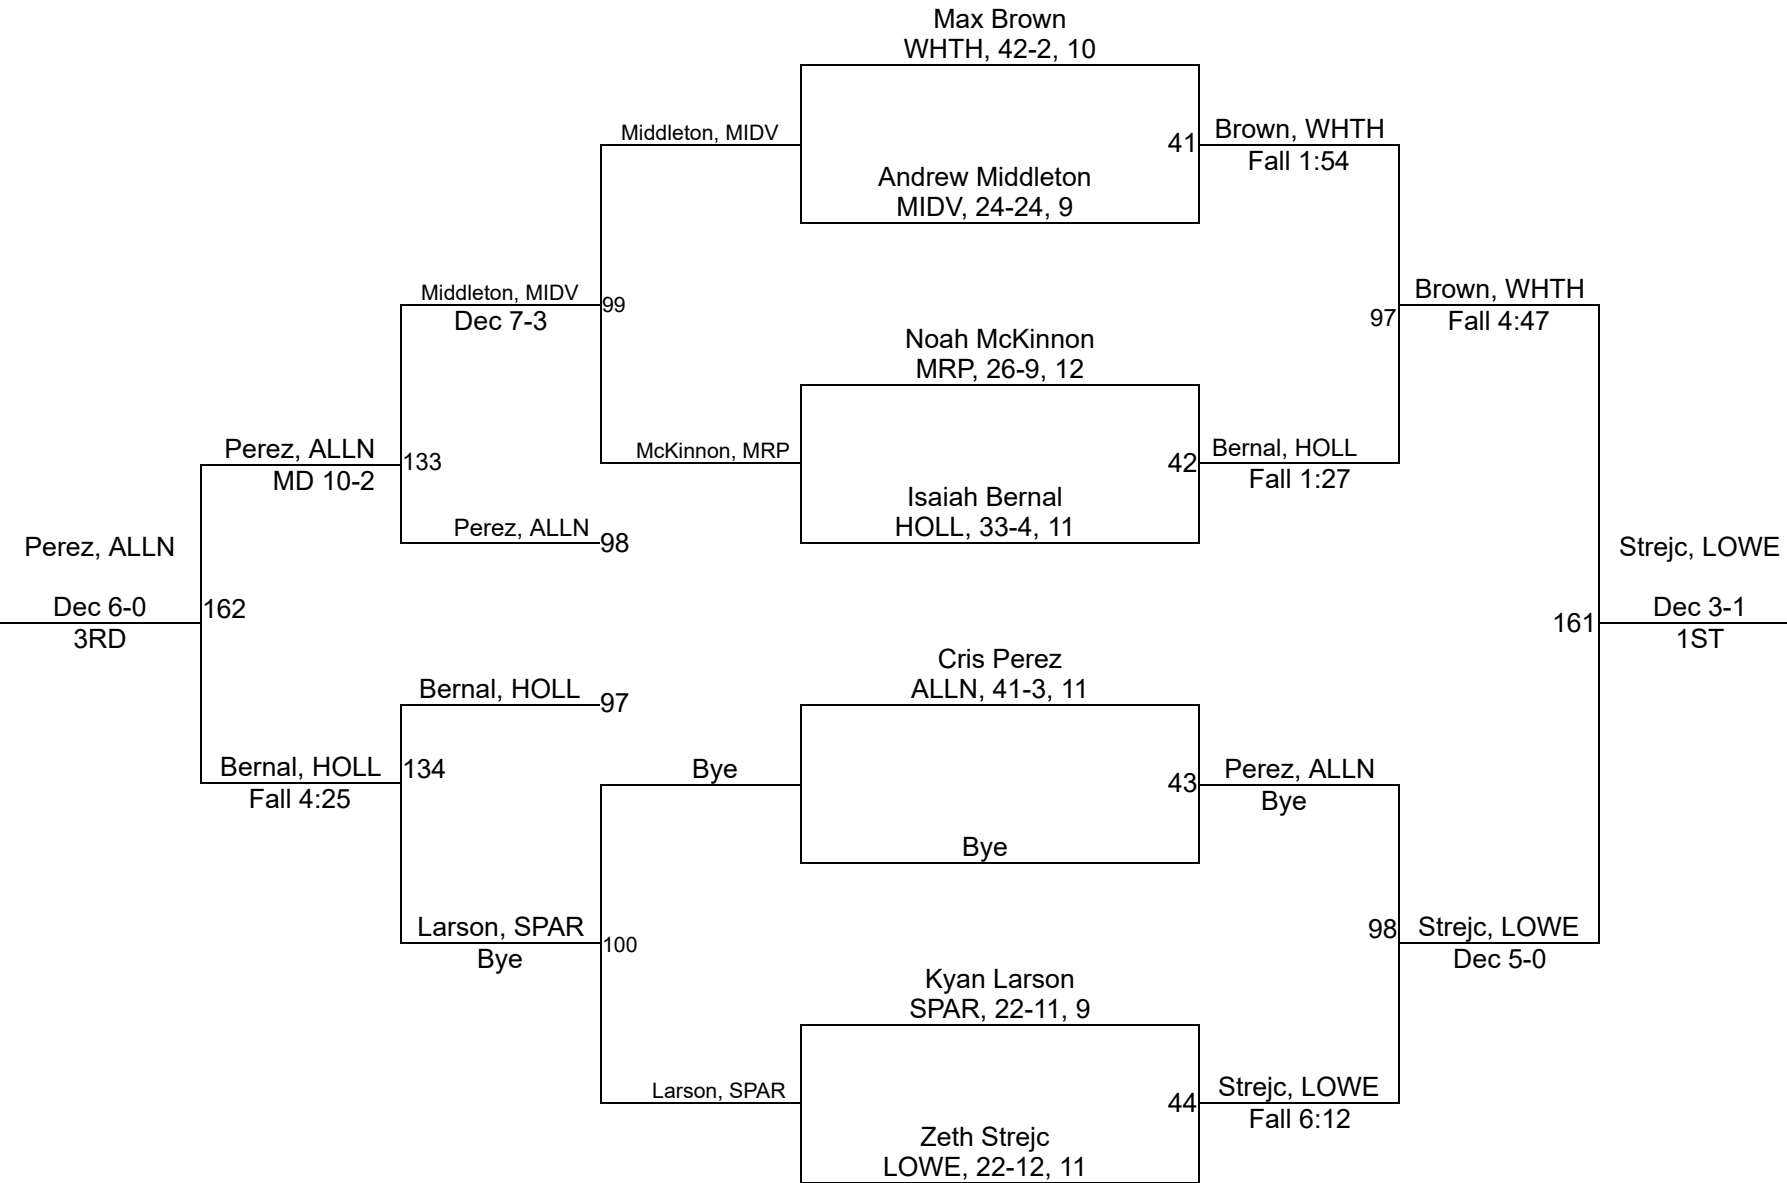 Max Brown
WHTH, 42-2, 10
Middleton, MIDV
41
Brown, WHTH
Fall 1:54
Andrew Middleton
MIDV, 24-24, 9
Middleton, MIDV
Dec 7-3
99
Brown, WHTH
Fall 4:47
97
Noah McKinnon
MRP, 26-9, 12
Perez, ALLN
MD 10-2
133
McKinnon, MRP
42
Bernal, HOLL
Fall 1:27
Isaiah Bernal
HOLL, 33-4, 11
Perez, ALLN
98
Perez, ALLN
Dec 6-0
3RD
162
Strejc, LOWE
161
Dec 3-1
1ST
Cris Perez
ALLN, 41-3, 11
Bernal, HOLL
97
Bernal, HOLL
Fall 4:25
134
Bye
43
Perez, ALLN
Bye
Bye
Larson, SPAR
Bye
100
98
Strejc, LOWE
Dec 5-0
Kyan Larson
SPAR, 22-11, 9
Larson, SPAR
44
Strejc, LOWE
Fall 6:12
Zeth Strejc
LOWE, 22-12, 11